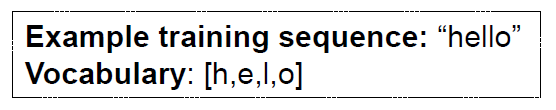 Example training sequence: “hello”
Vocabulary: [h,e,l,o]